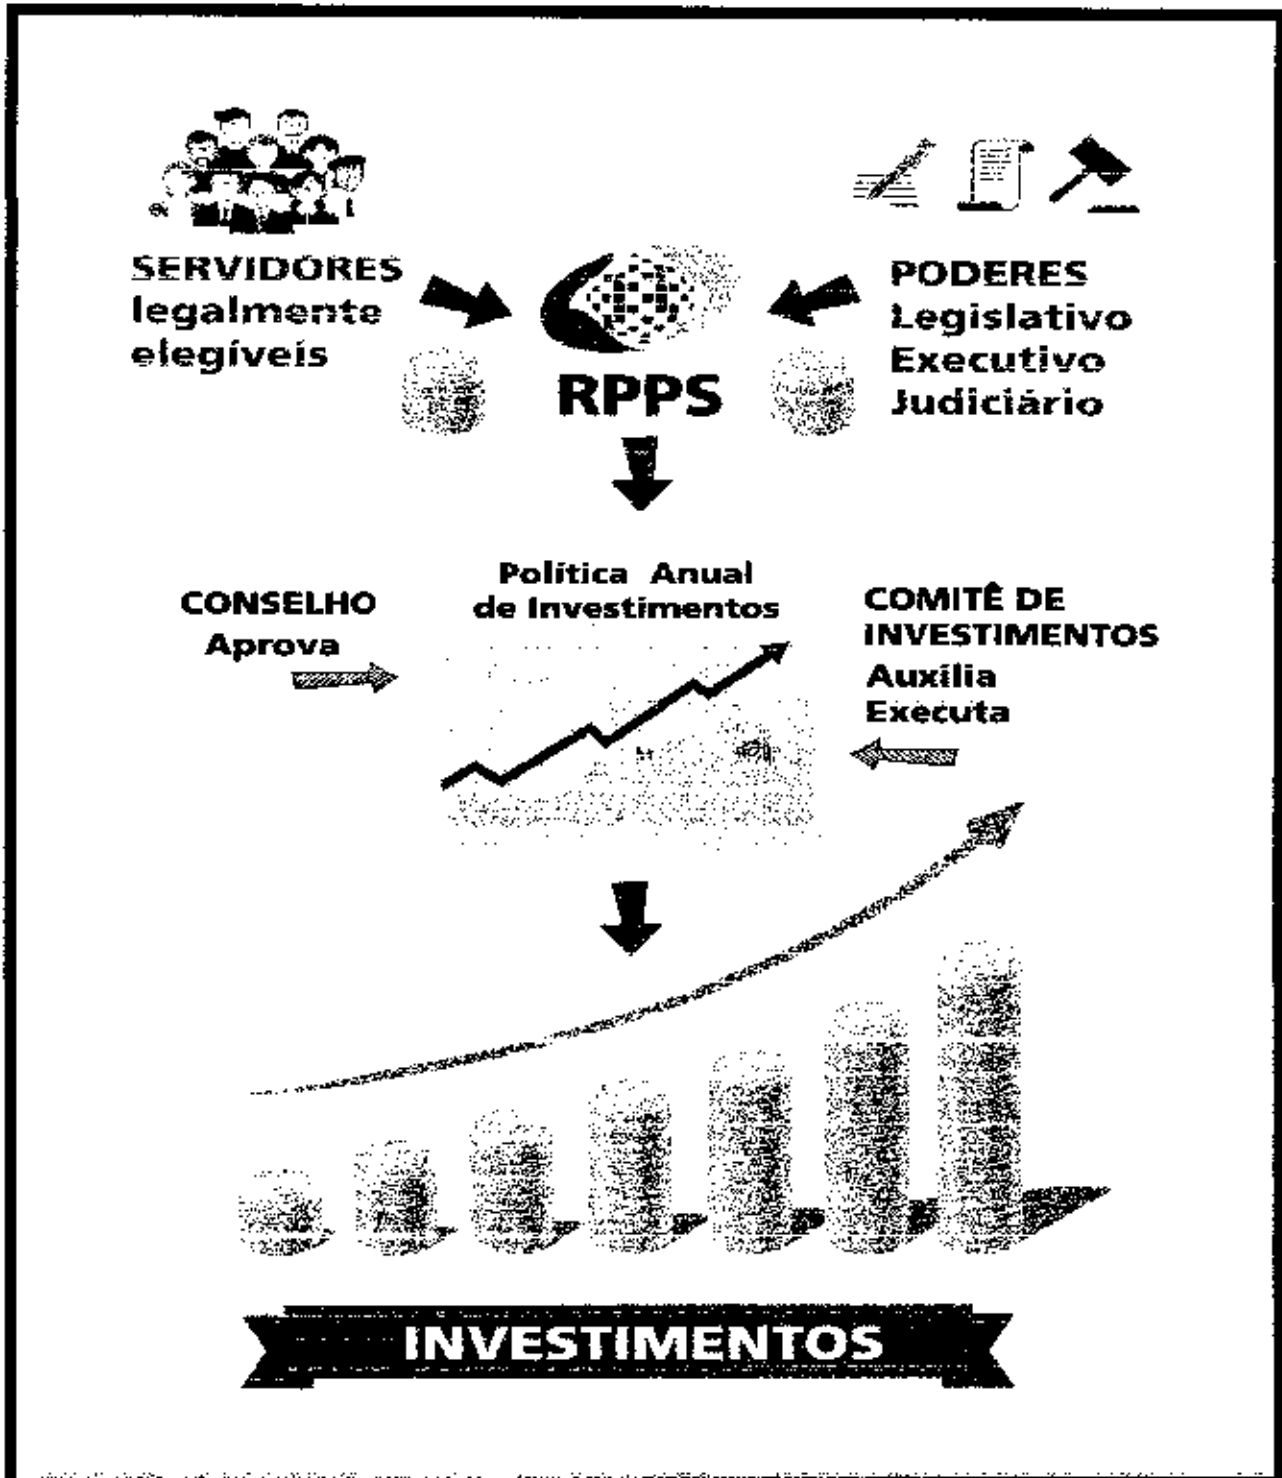 SERVIDORES
legalmente
elegíveis
PODERES
Legislativo
Executivo
Judiciário
RPPS
Política Anual
de Investimentos
CONSELHO
Aprova
COMITÊ DE
INVESTIMENTOS
Auxília
Executa
INVESTIMENTOS